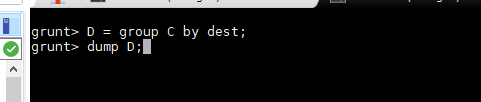 grunt> D = group C by dest;
grunt> dump D;